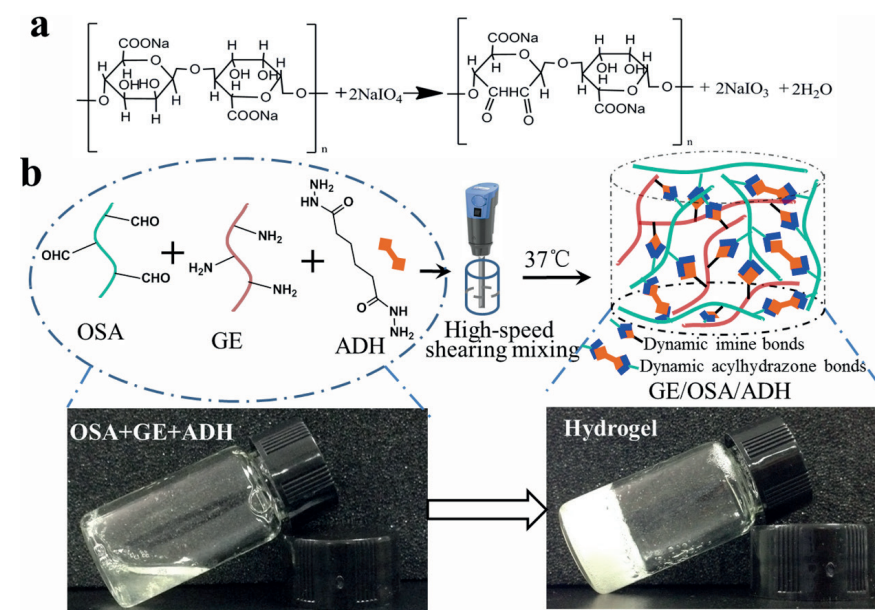 a
COONa
H
O
H
OH
HO
H
H
H
O
O
H
H
OH
OH
H
H
COONa
O
H
O
n
+2NaIO4
COONa
H
O
H
H
H
O
O
O
O
H
H
OH
OH
H
H
COONa
O
H
O
n
+ 2NaIO3 +2H2O
b
CHO
OHC
CHO
OSA
+
NH2
H2N
NH2
GE
+
NH2
HN
O
O
NH
NH2
ADH
High-speed
shearing mixing
37℃
Dynamic imine bonds
Dynamic acylhydrazone bonds
GE/OSA/ADH
OSA+GE+ADH
Hydrogel